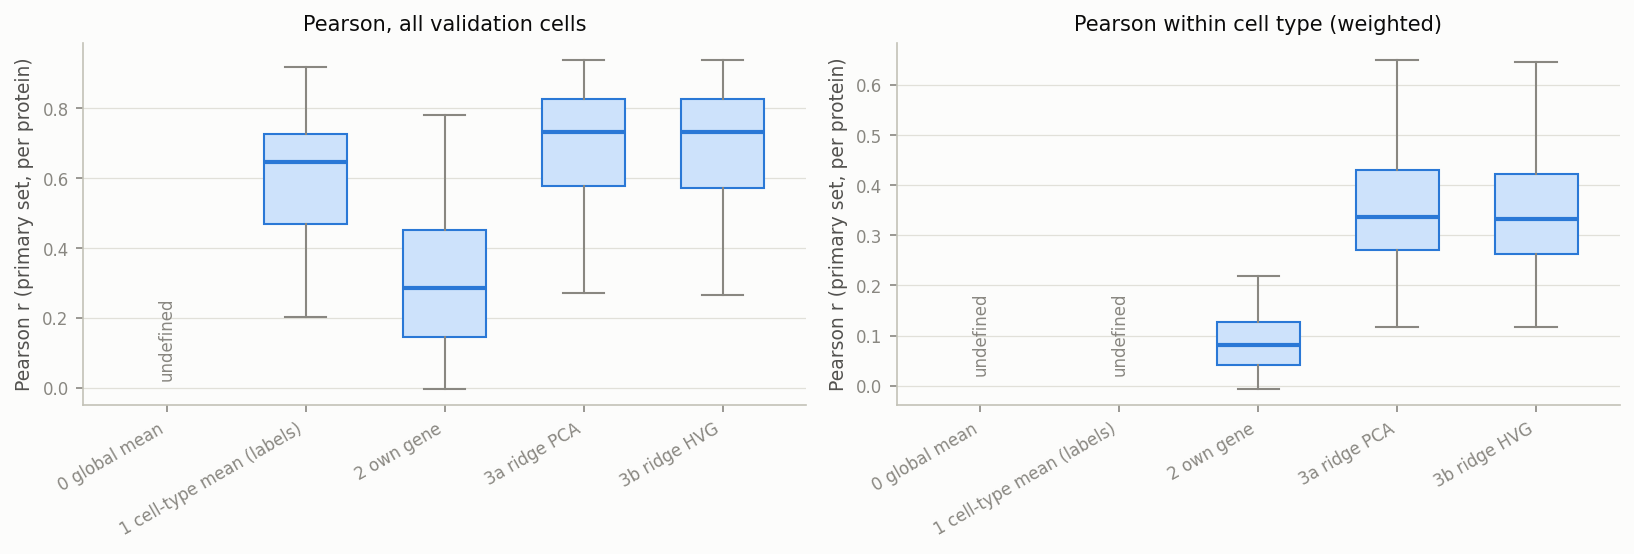 Pearson, all validation cells
Pearson r (primary set, per protein)
0.8
0.6
0.4
0.2
0.0
undefined
0 global mean
1 cell-type mean (labels)
2 own gene
3a ridge PCA
3b ridge HVG
Pearson within cell type (weighted)
Pearson r (primary set, per protein)
0.6
0.5
0.4
0.3
0.2
0.1
0.0
undefined
undefined
0 global mean
1 cell-type mean (labels)
2 own gene
3a ridge PCA
3b ridge HVG